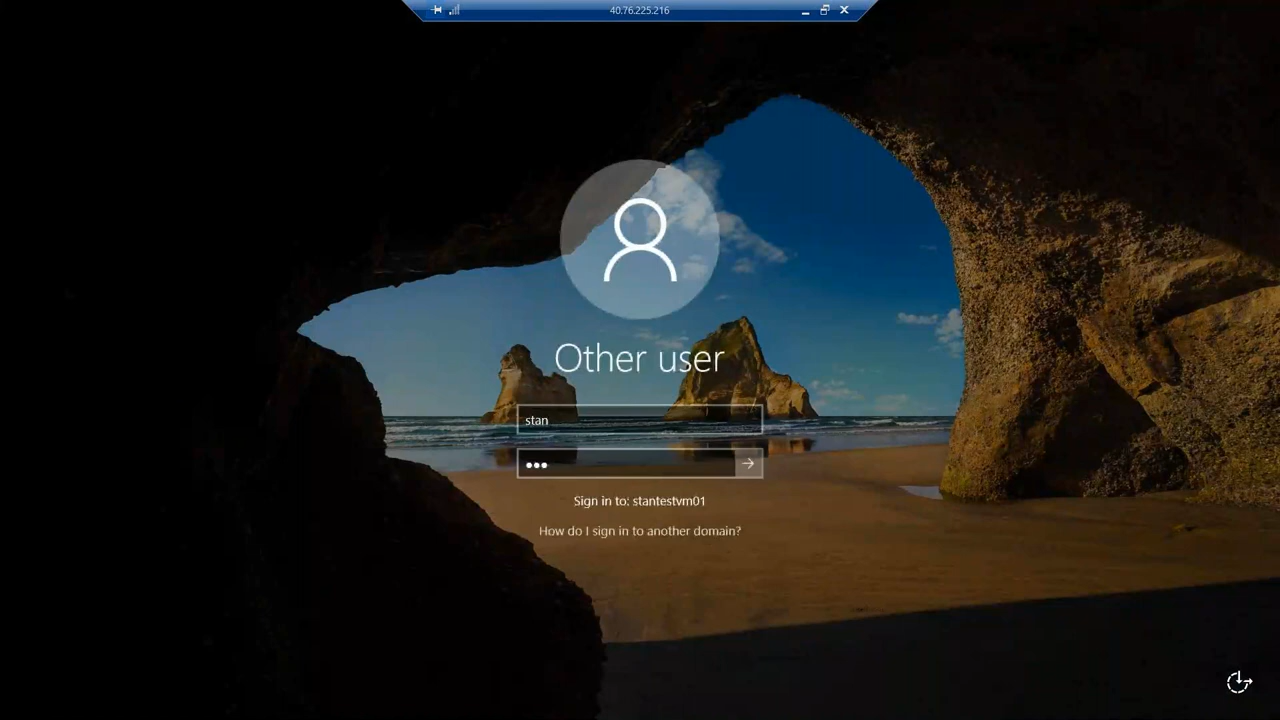 40.76.225.216
Other user
stan
Sign in to: stantestvm01
How do I sign in to another domain?